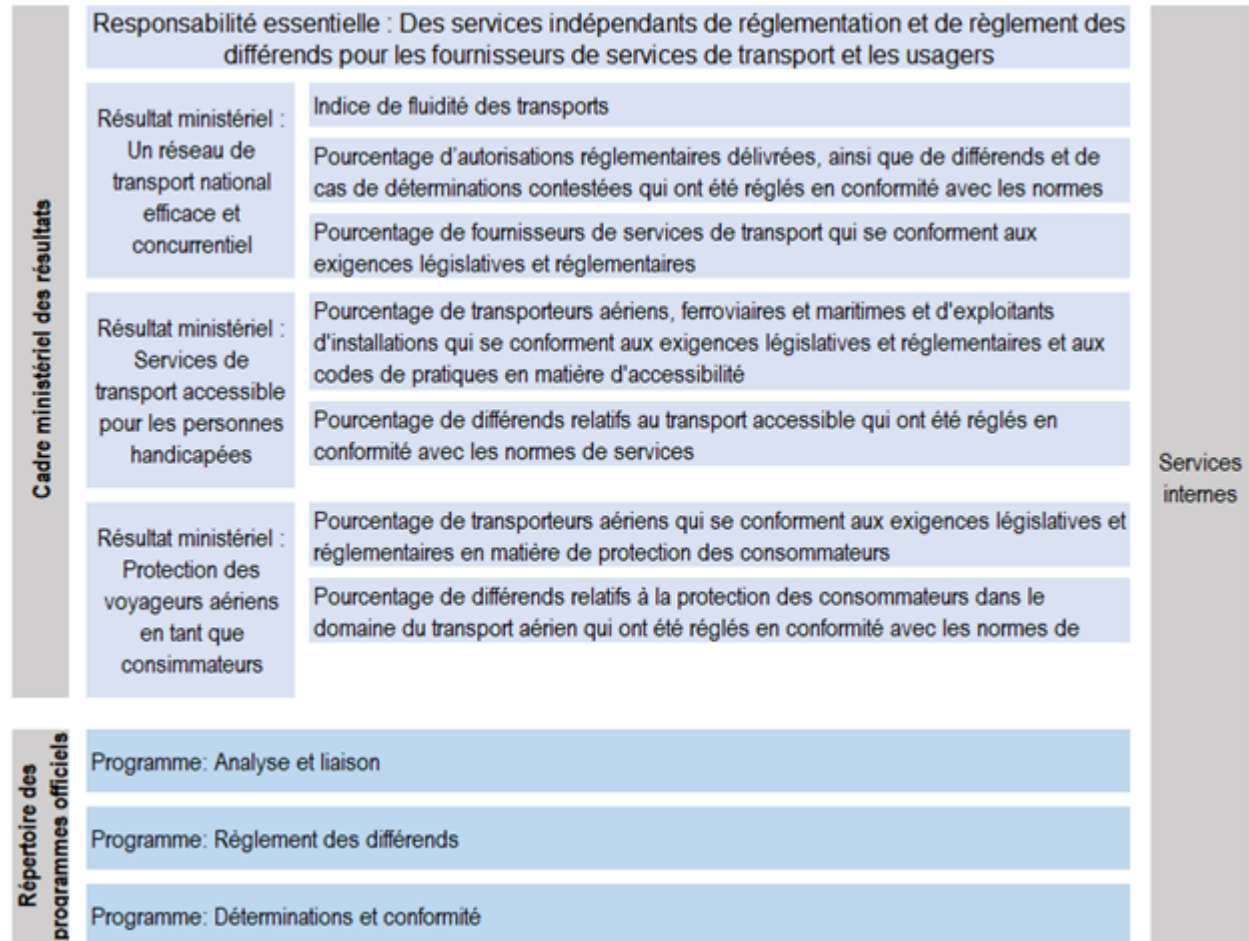 Responsabilité essentielle : Des services indépendants de réglementation et de règlement des
différends pour les fournisseurs de services de transport et les usagers
Cadre ministériel des résultats
Résultat ministériel :
Un réseau de
transport national
efficace et
concurrentiel
Indice de fluidité des transports
Pourcentage d'autorisations réglementaires délivrées, ainsi que de différends et de
cas de déterminations contestées qui ont été réglés en conformité avec les normes
Pourcentage de fournisseurs de services de transport qui se conforment aux
exigences législatives et réglementaires
Résultat ministériel :
Services de
transport accessible
pour les personnes
handicapées
Pourcentage de transporteurs aériens, ferroviaires et maritimes et d'exploitants
d'installations qui se conforment aux exigences législatives et réglementaires et aux
codes de pratiques en matière d'accessibilité
Pourcentage de différends relatifs au transport accessible qui ont été réglés en
conformité avec les normes de services
Résultat ministériel :
Protection des
voyageurs aériens
en tant que
consimmateurs
Pourcentage de transporteurs aériens qui se conforment aux exigences législatives et
réglementaires en matière de protection des consommateurs
Pourcentage de différends relatifs à la protection des consommateurs dans le
domaine du transport aérien qui ont été réglés en conformité avec les normes de
Services
internes
Répertoire des
programmes officiels
Programme: Analyse et liaison
Programme: Règlement des différends
Programme: Déterminations et conformité